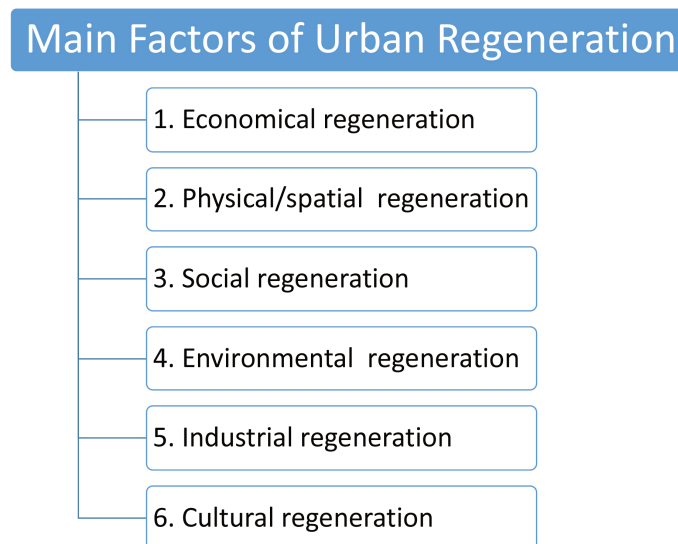 Main Factors of Urban Regeneration
1. Economical regeneration
2. Physical/spatial  regeneration
3. Social regeneration
4. Environmental  regeneration
5. Industrial regeneration
6. Cultural regeneration